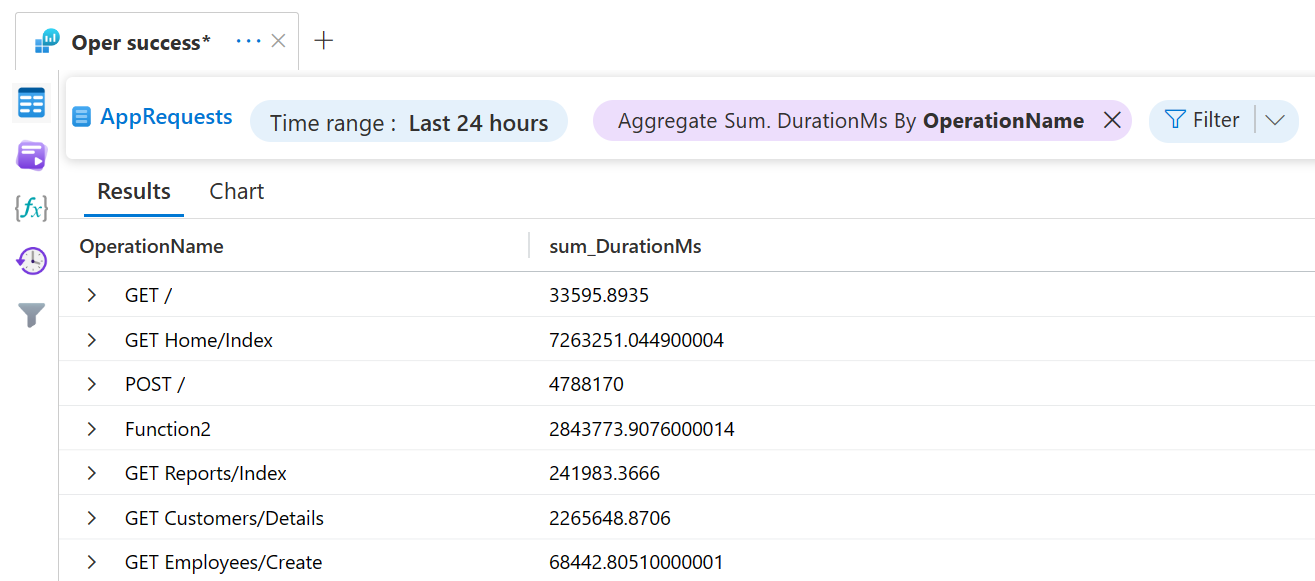 Oper success*
AppRequests Time range : Last 24 hours Aggregate Sum. DurationMs By OperationName Filter
{fx} Results Chart
OperationName sum_DurationMs
GET / 33595.8935
GET Home/Index 7263251.044900004
POST / 4788170
Function2 2843773.9076000014
GET Reports/Index 241983.3666
GET Customers/Details 2265648.8706
GET Employees/Create 68442.80510000001